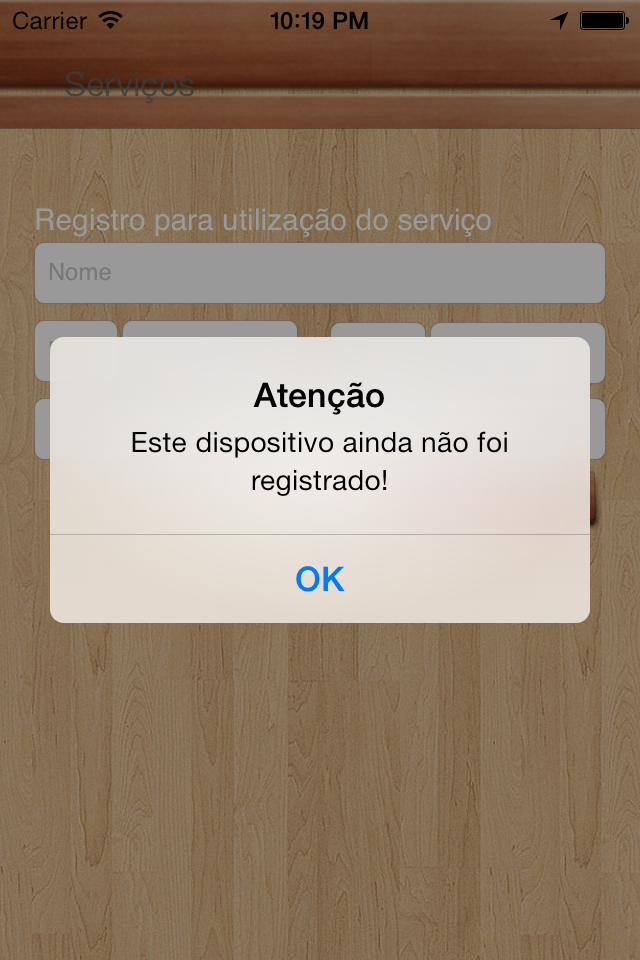 Carrier 10:19 PM
Serviços
Registro para utilização do serviço
Nome
Atenção
Este dispositivo ainda não foi
registrado!
OK